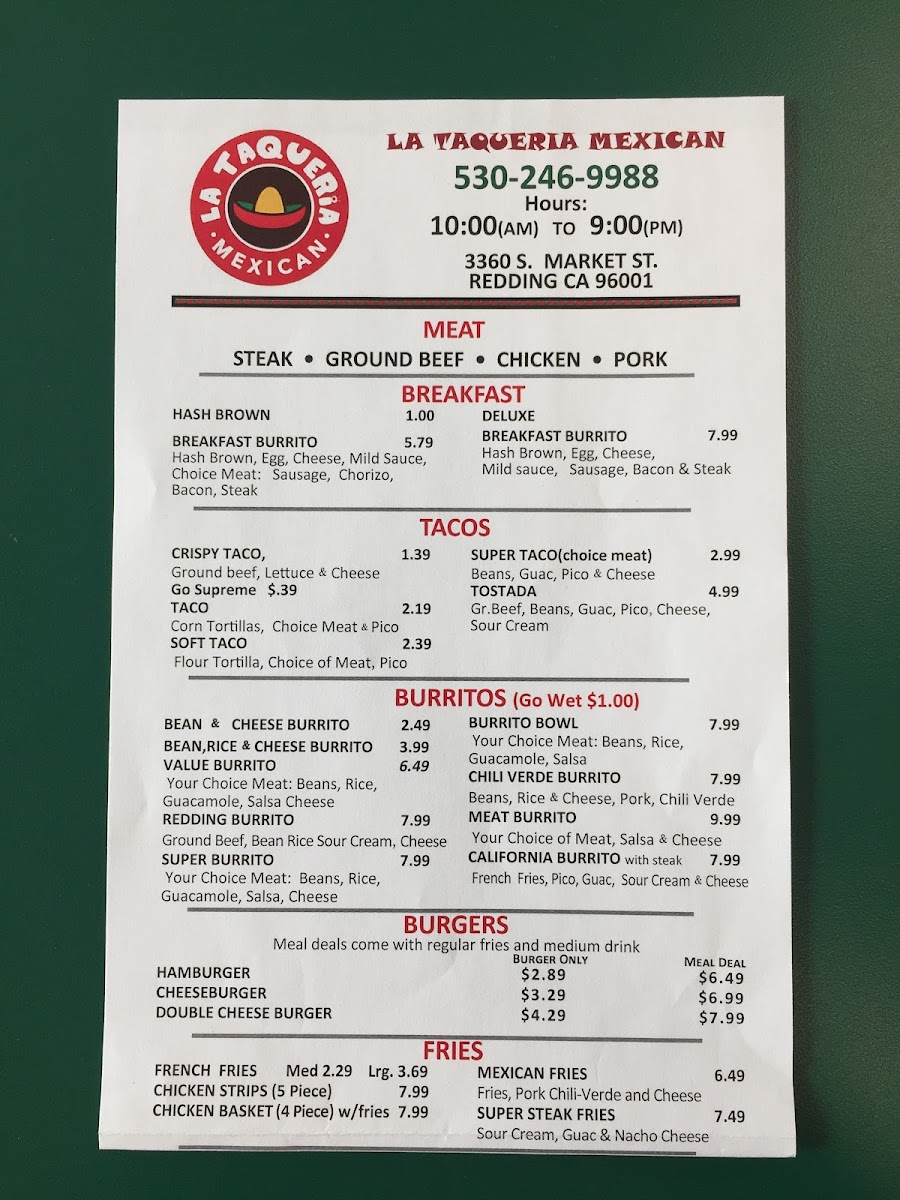 LA TAQUERIA
MEXICAN
LA TAQUERIA MEXICAN
530-246-9988
Hours:
10:00(AM) TO 9:00(PM)
3360 S. MARKET ST.
REDDING CA 96001
MEAT
STEAK • GROUND BEEF • CHICKEN • PORK
BREAKFAST
HASH BROWN 1.00
BREAKFAST BURRITO 5.79
Hash Brown, Egg, Cheese, Mild Sauce,
Choice Meat: Sausage, Chorizo,
Bacon, Steak
DELUXE
BREAKFAST BURRITO 7.99
Hash Brown, Egg, Cheese,
Mild sauce, Sausage, Bacon & Steak
TACOS
CRISPY TACO, 1.39
Ground beef, Lettuce & Cheese
Go Supreme $.39
TACO 2.19
Corn Tortillas, Choice Meat & Pico
SOFT TACO 2.39
Flour Tortilla, Choice of Meat, Pico
SUPER TACO(choice meat) 2.99
Beans, Guac, Pico & Cheese
TOSTADA 4.99
Gr.Beef, Beans, Guac, Pico, Cheese,
Sour Cream
BURRITOS (Go Wet $1.00)
BEAN & CHEESE BURRITO 2.49
BEAN,RICE & CHEESE BURRITO 3.99
VALUE BURRITO 6.49
Your Choice Meat: Beans, Rice,
Guacamole, Salsa Cheese
REDDING BURRITO 7.99
Ground Beef, Bean Rice Sour Cream, Cheese
SUPER BURRITO 7.99
Your Choice Meat: Beans, Rice,
Guacamole, Salsa, Cheese
BURRITO BOWL 7.99
Your Choice Meat: Beans, Rice,
Guacamole, Salsa
CHILI VERDE BURRITO 7.99
Beans, Rice & Cheese, Pork, Chili Verde
MEAT BURRITO 9.99
Your Choice of Meat, Salsa & Cheese
CALIFORNIA BURRITO with steak 7.99
French Fries, Pico, Guac, Sour Cream & Cheese
BURGERS
Meal deals come with regular fries and medium drink
BURGER ONLY MEAL DEAL
HAMBURGER $2.89 $6.49
CHEESEBURGER $3.29 $6.99
DOUBLE CHEESE BURGER $4.29 $7.99
FRIES
FRENCH FRIES Med 2.29 Lrg. 3.69
CHICKEN STRIPS (5 Piece) 7.99
CHICKEN BASKET (4 Piece) w/fries 7.99
MEXICAN FRIES 6.49
Fries, Pork Chili-Verde and Cheese
SUPER STEAK FRIES 7.49
Sour Cream, Guac & Nacho Cheese